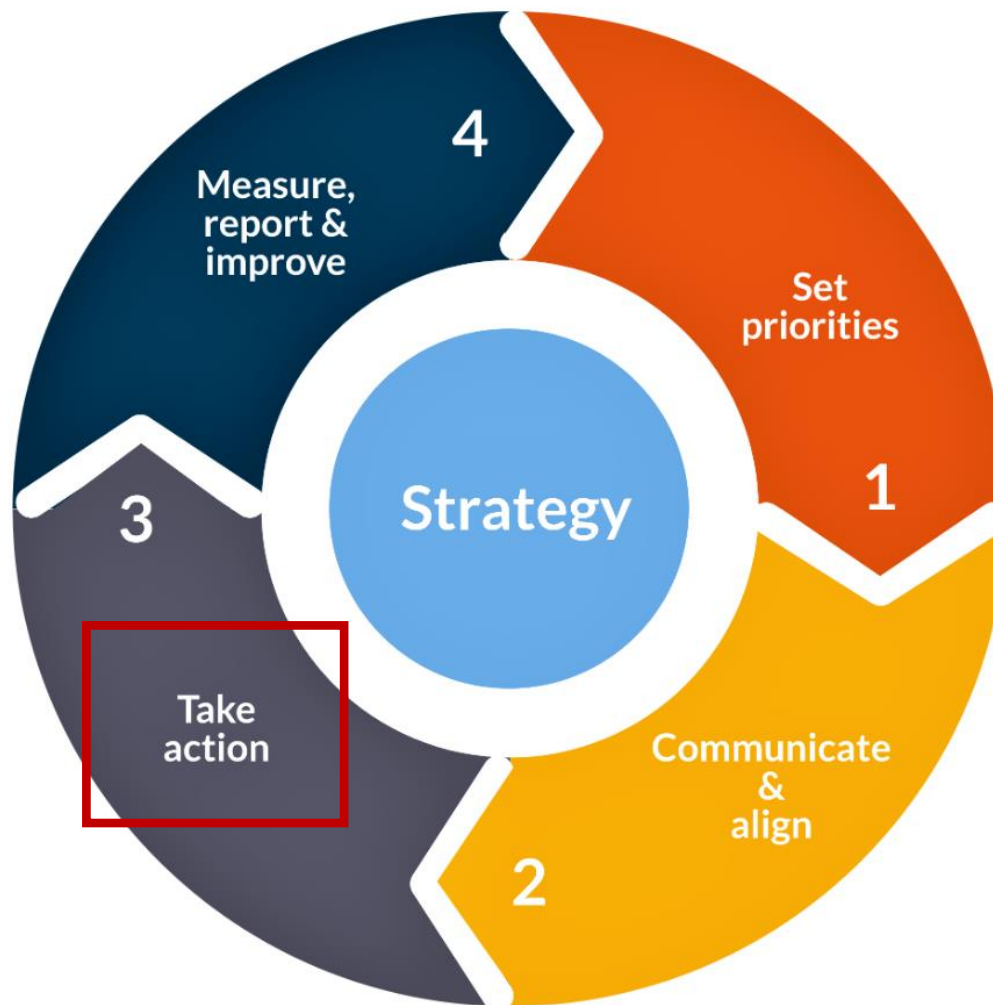 4
Measure,
report &
improve
Set
priorities
1
Strategy
3
Take
action
Communicate
&
align
2